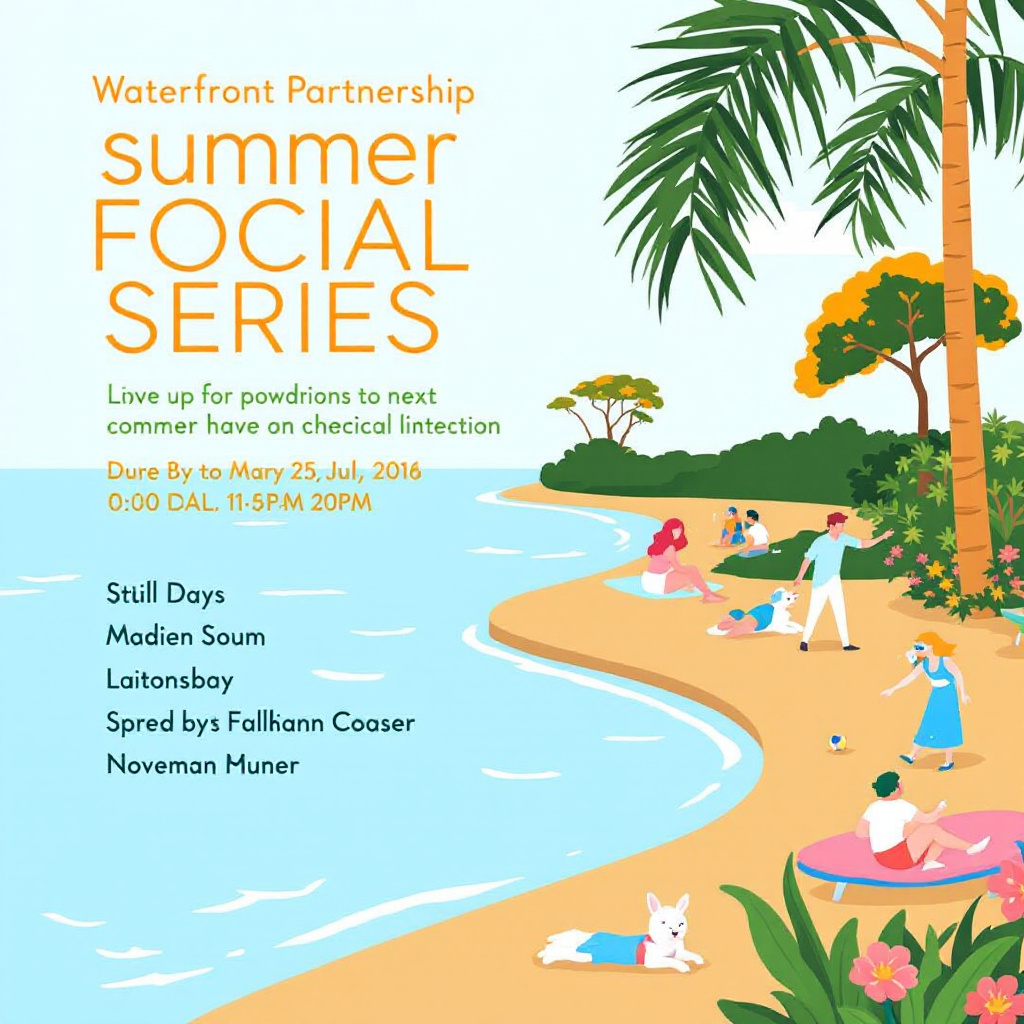 Waterfront Partnership
summer
FOCIAL
SERIES
Live up for powdrions to next
commer have on checical lintection
Dure By to Mary 25, Jul, 2016
0:00 DAL. 11·5PM 20PM
Still Days
Madien Soum
Laitonsbay
Spred bys Fallhann Coaser
Noveman Muner